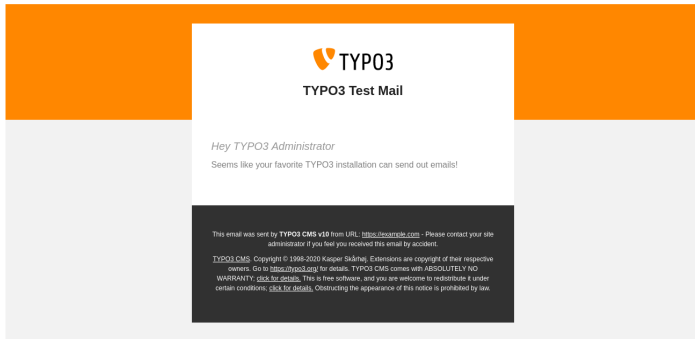 TYPO3
TYPO3 Test Mail
Hey TYPO3 Administrator
Seems like your favorite TYPO3 installation can send out emails!
This email was sent by TYPO3 CMS v10 from URL: https://example.com - Please contact your site
administrator if you feel you received this email by accident.
TYPO3 CMS. Copyright © 1998-2020 Kasper Skårhøj. Extensions are copyright of their respective
owners. Go to https://typo3.org/ for details. TYPO3 CMS comes with ABSOLUTELY NO
WARRANTY; click for details. This is free software, and you are welcome to redistribute it under
certain conditions; click for details. Obstructing the appearance of this notice is prohibited by law.